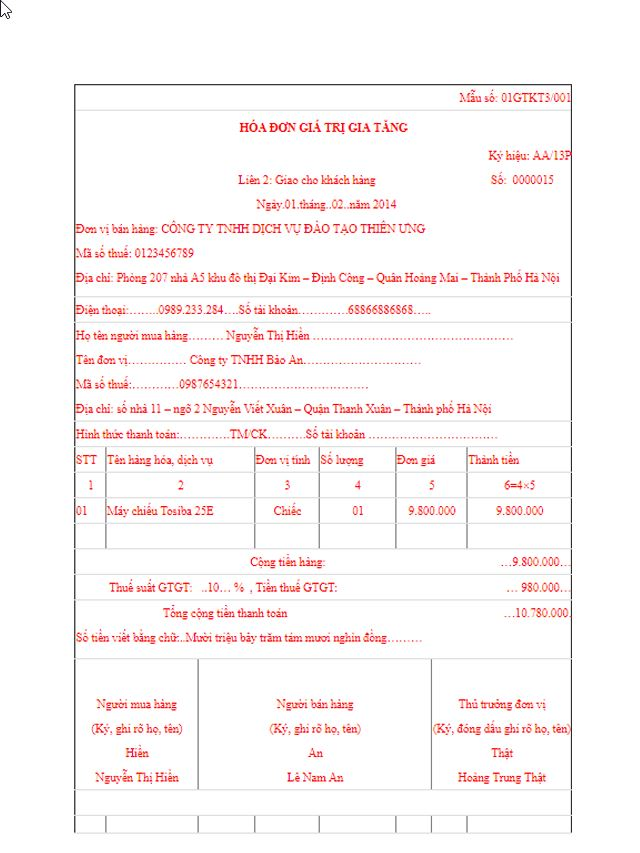 Mẫu số: 01GTKT3/001
HÓA ĐƠN GIÁ TRỊ GIA TĂNG
Ký hiệu: AA/13P
Liên 2: Giao cho khách hàng Số: 0000015
Ngày.01.tháng..02..năm 2014
Đơn vị bán hàng: CÔNG TY TNHH DỊCH VỤ ĐÀO TẠO THIÊN ƯNG
Mã số thuế: 0123456789
Địa chỉ: Phòng 207 nhà A5 khu đô thị Đại Kim – Định Công – Quận Hoàng Mai – Thành Phố Hà Nội
Điện thoại:……..0989.233.284….Số tài khoản…………68866886868…..
Họ tên người mua hàng……… Nguyễn Thị Hiền ……………………………………………
Tên đơn vị…………… Công ty TNHH Bảo An…………………………
Mã số thuế:…………0987654321……………………………
Địa chỉ: số nhà 11 – ngõ 2 Nguyễn Viết Xuân – Quận Thanh Xuân – Thành phố Hà Nội
Hình thức thanh toán:………….TM/CK………Số tài khoản ……………………………
STT Tên hàng hóa, dịch vụ Đơn vị tính Số lượng Đơn giá Thành tiền
1 2 3 4 5 6=4×5
01 Máy chiếu Tosiba 25E Chiếc 01 9.800.000 9.800.000
Cộng tiền hàng: …9.800.000…
Thuế suất GTGT: ..10… % , Tiền thuế GTGT: … 980.000…
Tổng cộng tiền thanh toán …10.780.000.
Số tiền viết bằng chữ:..Mười triệu bảy trăm tám mươi nghìn đồng………
Người mua hàng Người bán hàng Thủ trưởng đơn vị
(Ký, ghi rõ họ, tên) (Ký, ghi rõ họ, tên) (Ký, đóng dấu ghi rõ họ, tên)
Hiền An Thật
Nguyễn Thị Hiền Lê Nam An Hoàng Trung Thật